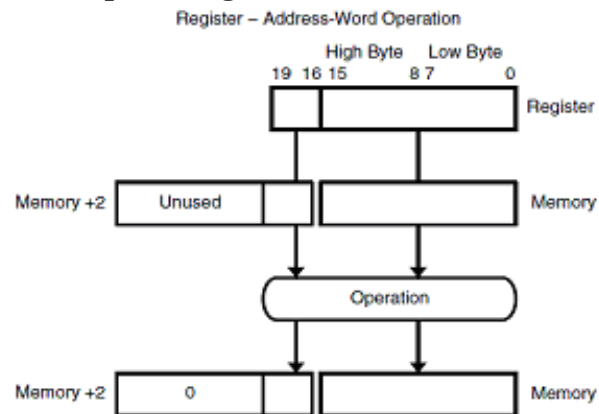 Register – Address-Word Operation
High Byte Low Byte
19 16 15 8 7 0
Register
Memory +2 Unused Memory
Operation
Memory +2 0 Memory